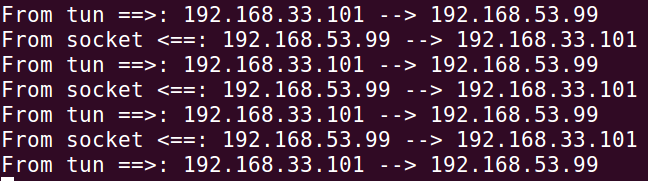 From tun ==>: 192.168.33.101 --> 192.168.53.99
From socket <==: 192.168.53.99 --> 192.168.33.101
From tun ==>: 192.168.33.101 --> 192.168.53.99
From socket <==: 192.168.53.99 --> 192.168.33.101
From tun ==>: 192.168.33.101 --> 192.168.53.99
From socket <==: 192.168.53.99 --> 192.168.33.101
From tun ==>: 192.168.33.101 --> 192.168.53.99